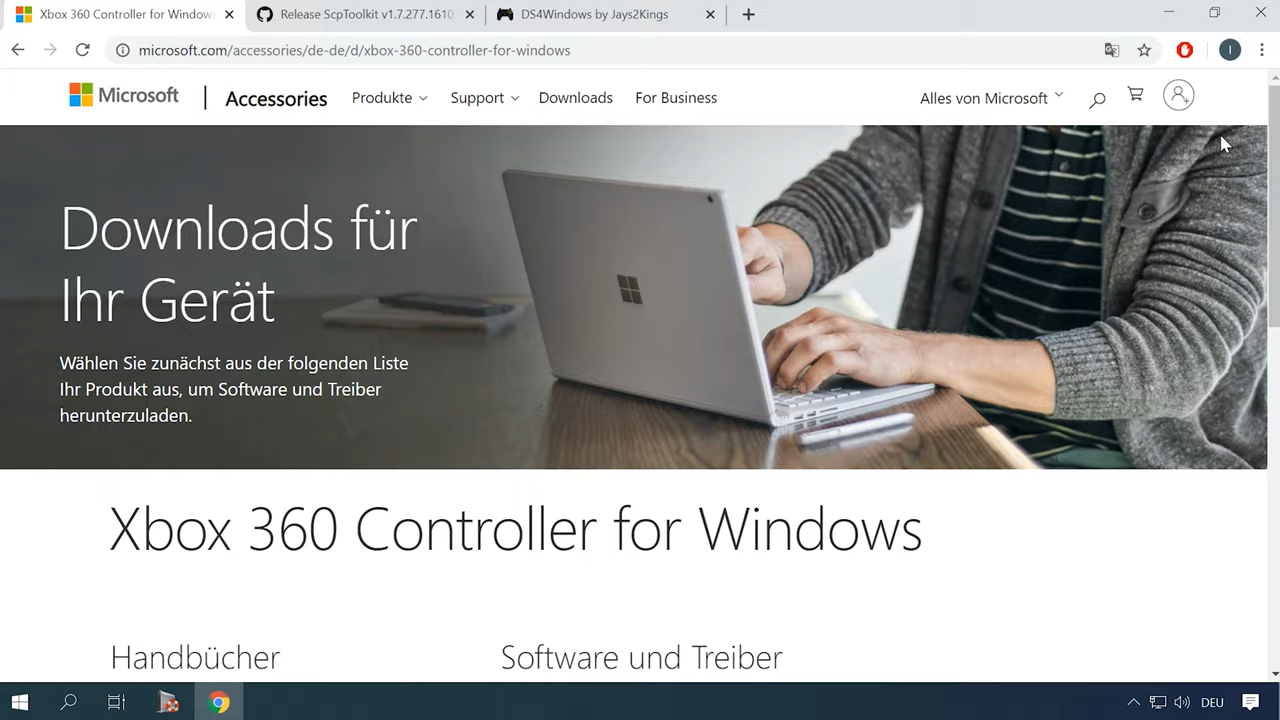 Xbox 360 Controller for Windows
Release ScpToolkit v1.7.277.1610
DS4Windows by Jays2Kings
microsoft.com/accessories/de-de/d/xbox-360-controller-for-windows
I
Microsoft
Accessories
Produkte
Support
Downloads
For Business
Alles von Microsoft
Downloads für
Ihr Gerät
Wählen Sie zunächst aus der folgenden Liste
Ihr Produkt aus, um Software und Treiber
herunterzuladen.
Xbox 360 Controller for Windows
Handbücher
Software und Treiber
DEU